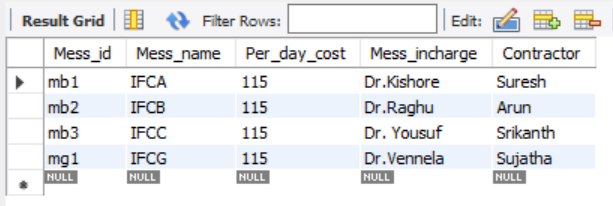 Result Grid Filter Rows: Edit:
Mess_id Mess_name Per_day_cost Mess_incharge Contractor
mb1 IFCA 115 Dr.Kishore Suresh
mb2 IFCB 115 Dr.Raghu Arun
mb3 IFCC 115 Dr. Yousuf Srikanth
mg1 IFCG 115 Dr.Vennela Sujatha
NULL NULL NULL NULL NULL